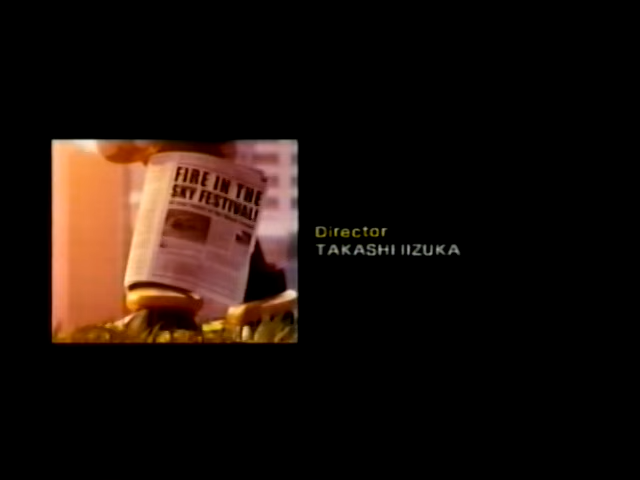 FIRE IN THE
SKY FESTIVAL!
Director
TAKASHI IIZUKA